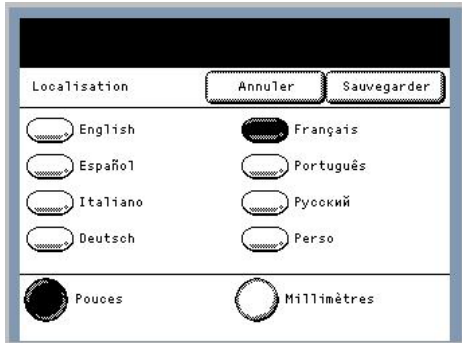 Localisation Annuler Sauvegarder
English Français
Español Português
Italiano Русский
Deutsch Perso
Pouces Millimètres